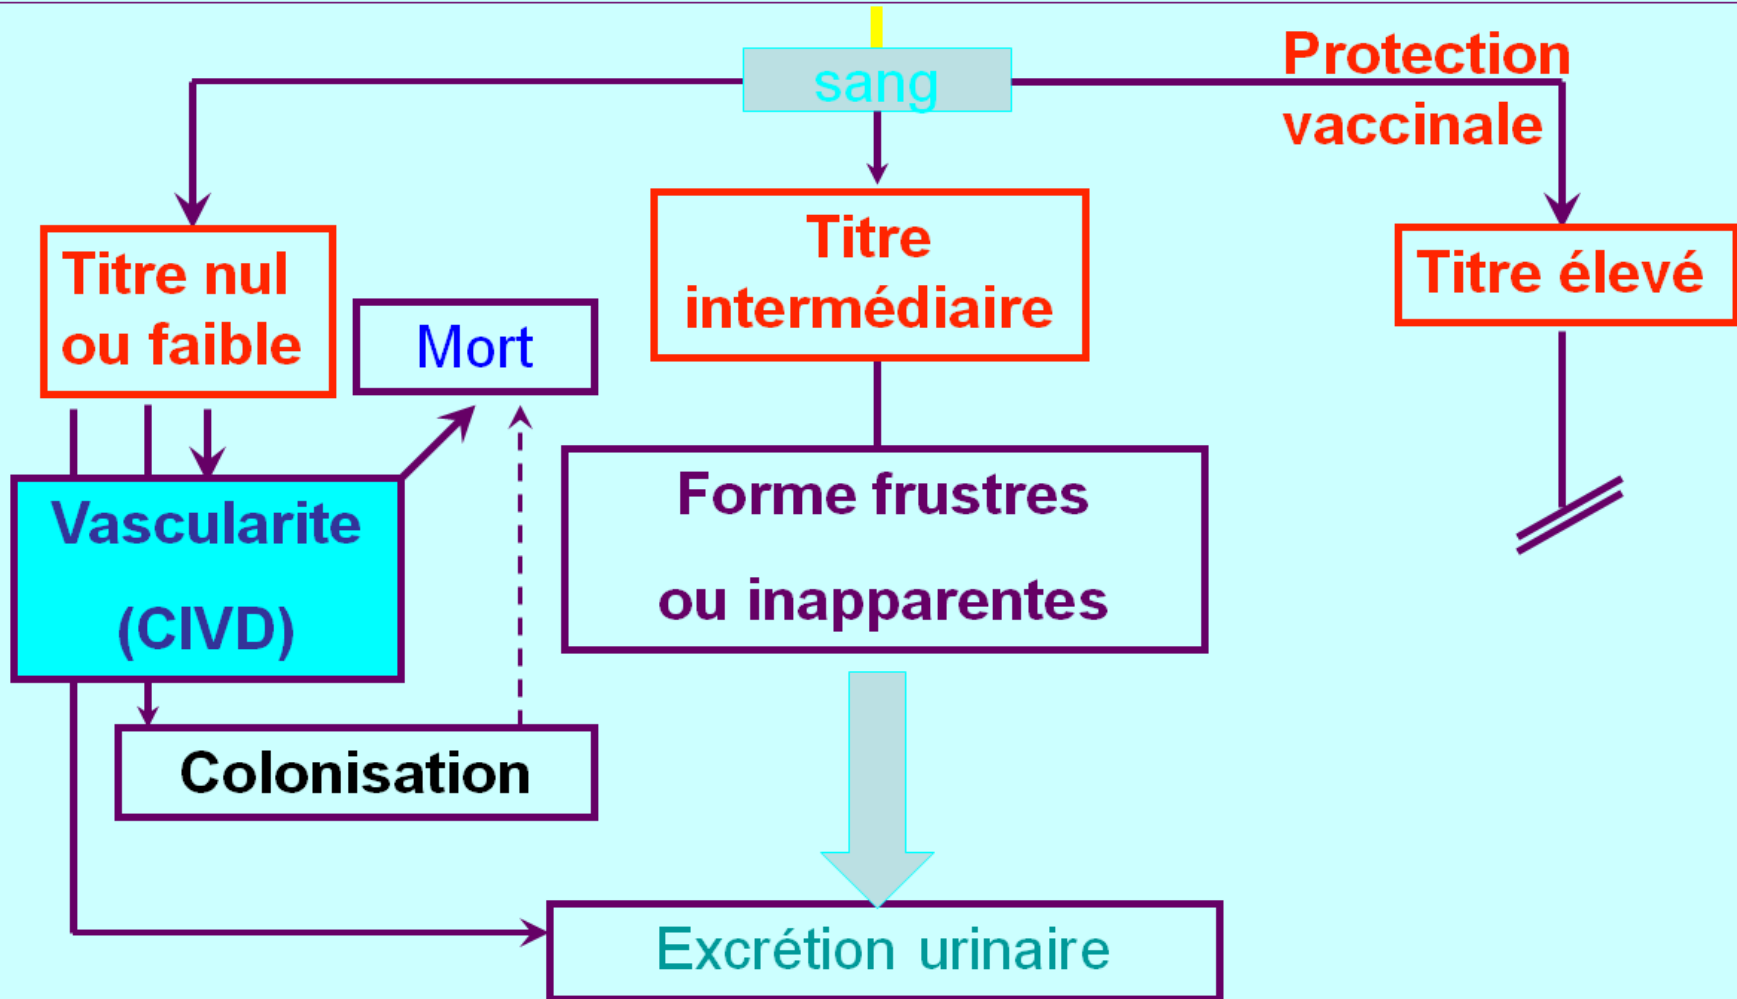 sang
Protection
vaccinale
Titre nul
ou faible
Mort
Titre
intermédiaire
Titre élevé
Vascularite
(CIVD)
Forme frustres
ou inapparentes
Colonisation
Excrétion urinaire